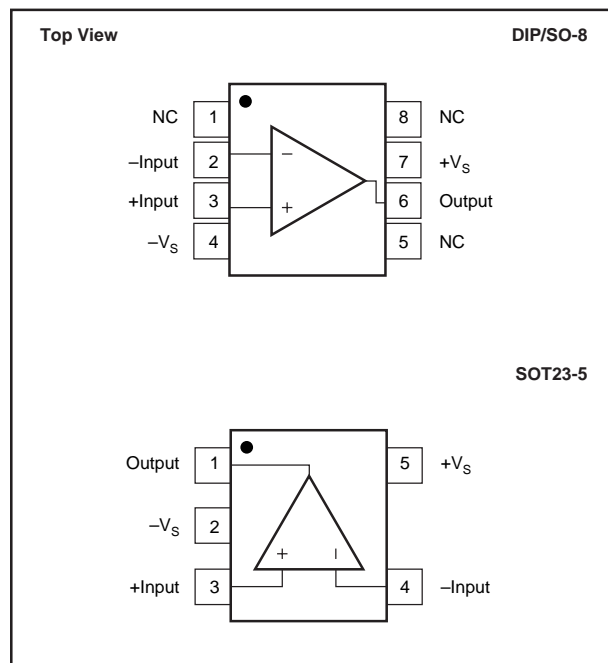 Top View DIP/SO-8
NC 1 8 NC
–Input 2 – 7 +VS
+Input 3 + 6 Output
–VS 4 5 NC
SOT23-5
Output 1 5 +VS
–VS 2
+Input 3 + – 4 –Input